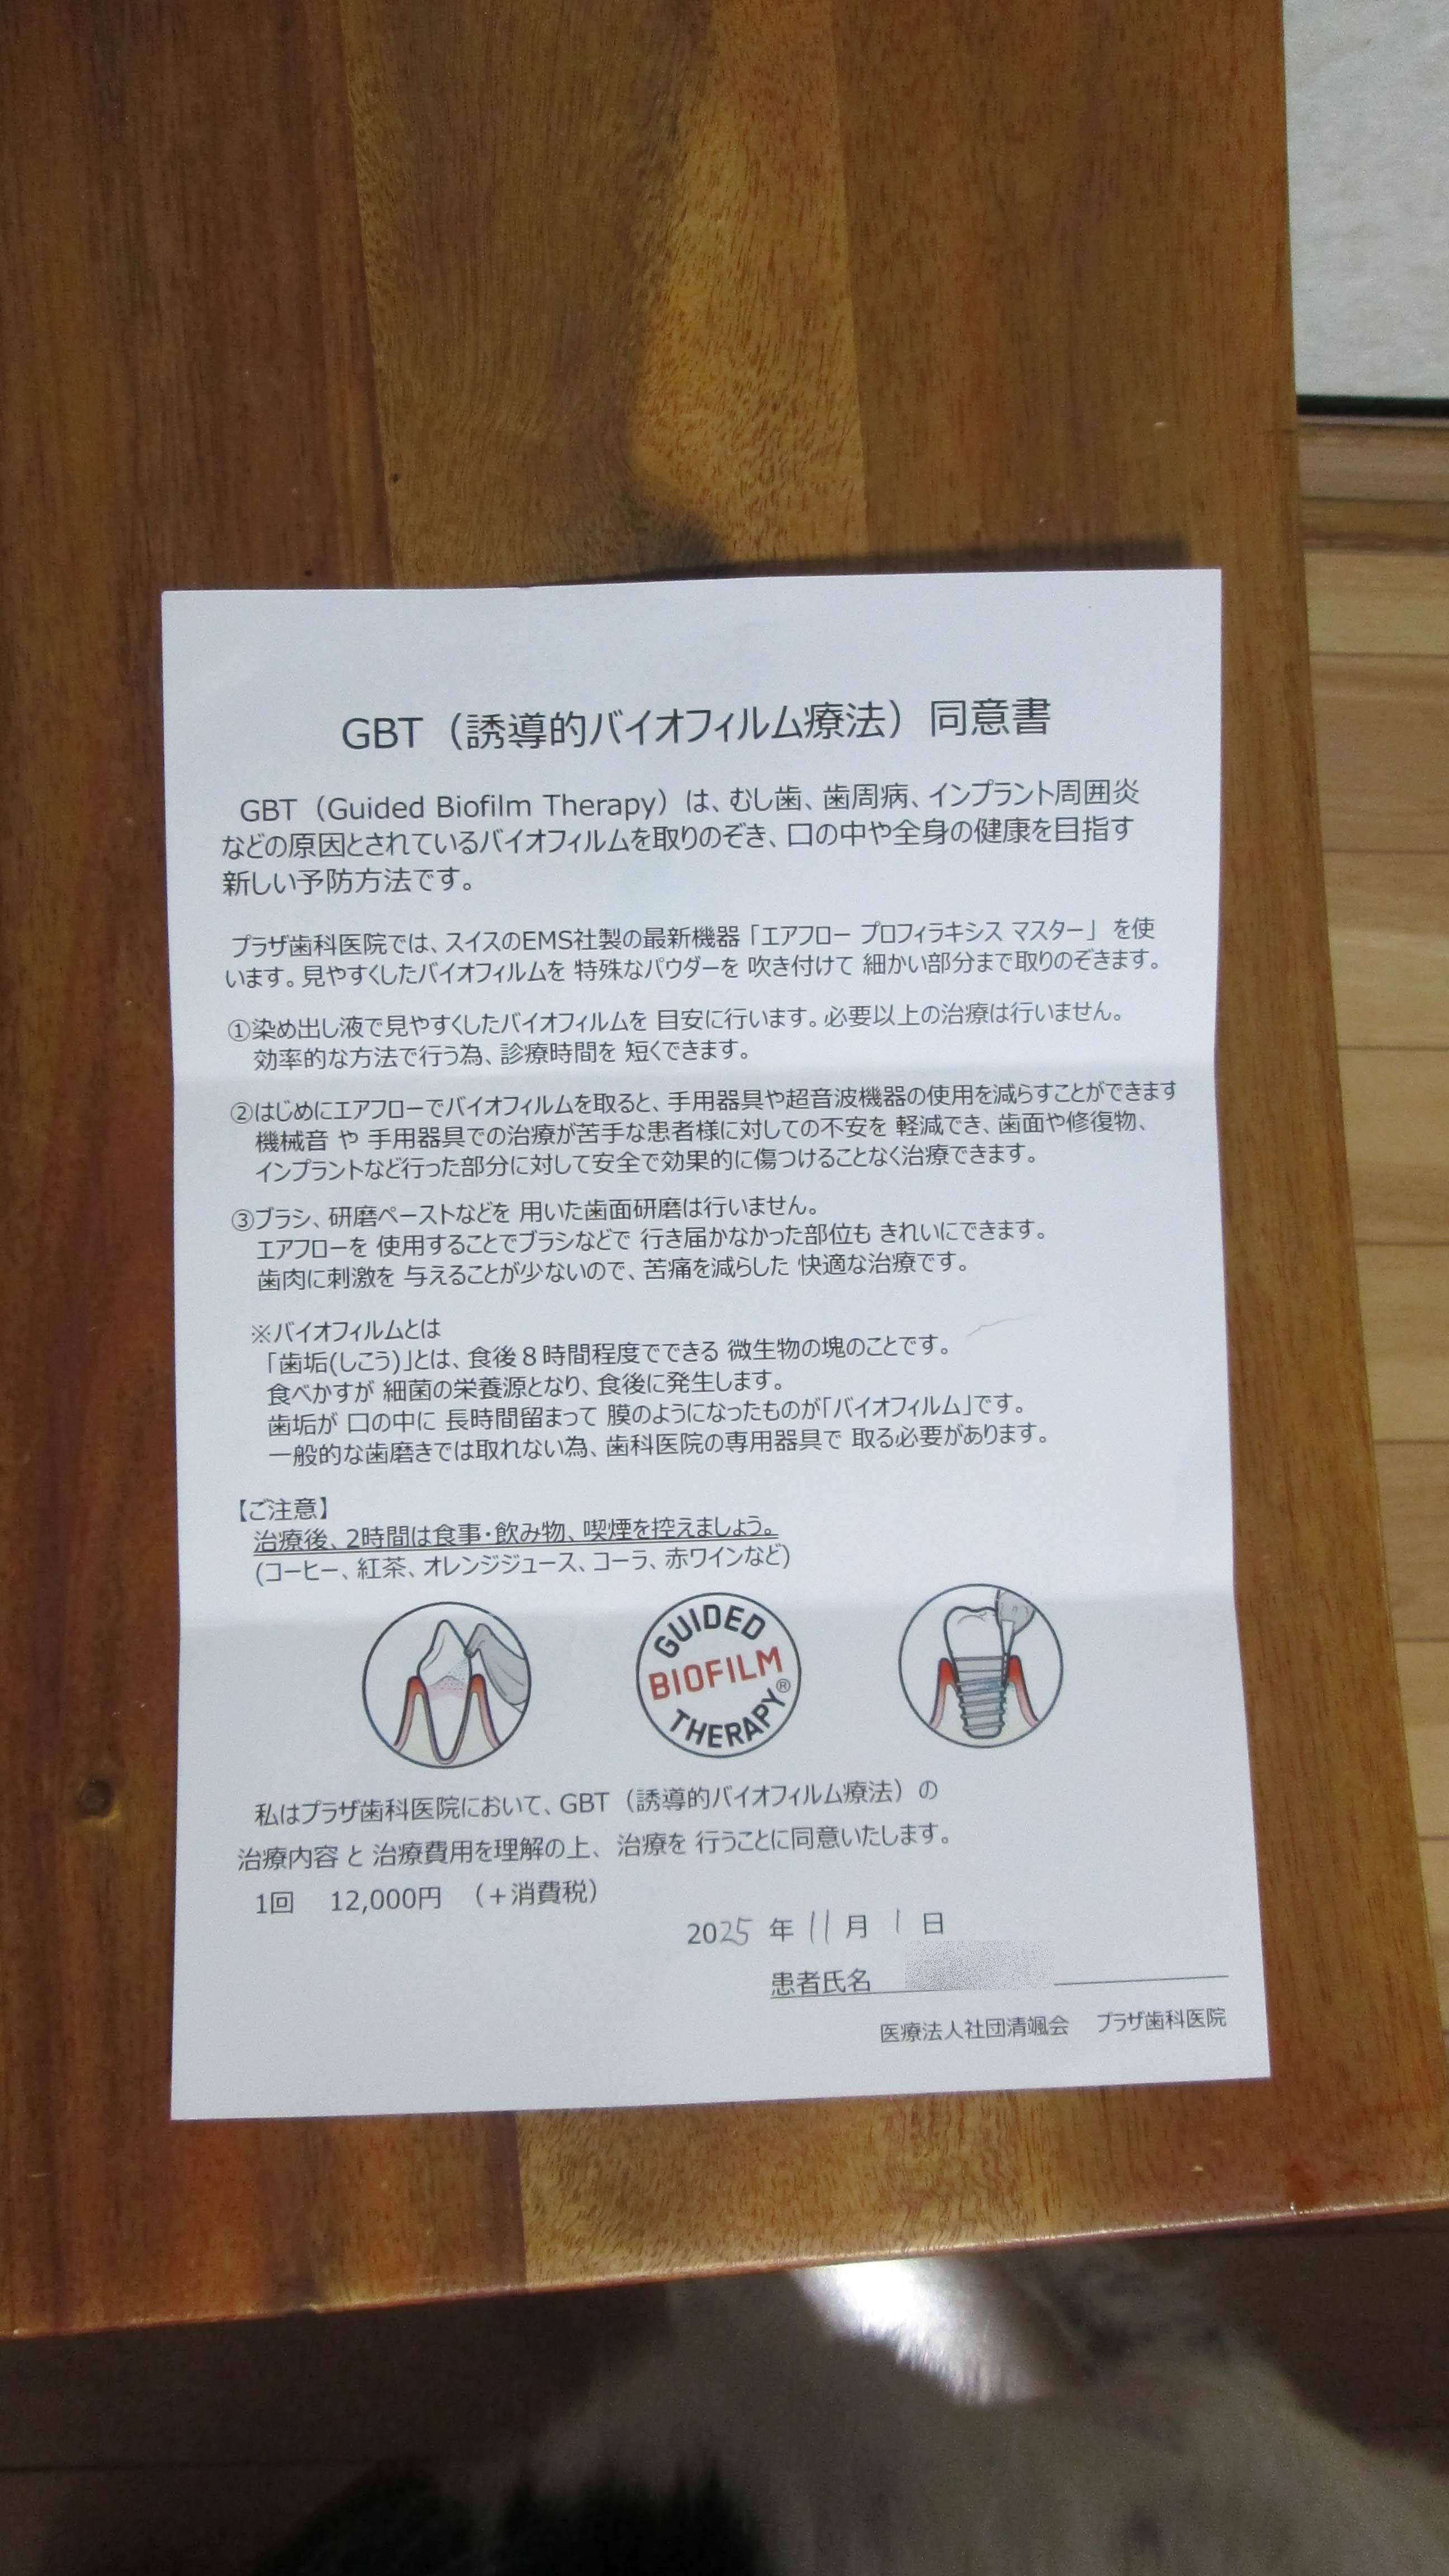 GBT（誘導的バイオフィルム療法）同意書
GBT（Guided Biofilm Therapy）は、むし歯、歯周病、インプラント周囲炎
などの原因とされているバイオフィルムを取りのぞき、口の中や全身の健康を目指す
新しい予防方法です。
プラザ歯科医院では、スイスのEMS社製の最新機器「エアフロー プロフィラキシス マスター」 を使
います。見やすくしたバイオフィルムを 特殊なパウダーを 吹き付けて 細かい部分まで取りのぞきます。
①染め出し液で見やすくしたバイオフィルムを 目安に行います。必要以上の治療は行いません。
効率的な方法で行う為、診療時間を 短くできます。
②はじめにエアフローでバイオフィルムを取ると、手用器具や超音波機器の使用を減らすことができます
機械音 や 手用器具での治療が苦手な患者様に対しての不安を 軽減でき、歯面や修復物、
インプラントなど行った部分に対して安全で効果的に傷つけることなく治療できます。
③ブラシ、研磨ペーストなどを 用いた歯面研磨は行いません。
エアフローを 使用することでブラシなどで 行き届かなかった部位も きれいにできます。
歯肉に刺激を 与えることが少ないので、苦痛を減らした 快適な治療です。
※バイオフィルムとは
「歯垢(しこう)」とは、食後８時間程度でできる 微生物の塊のことです。
食べかすが 細菌の栄養源となり、食後に発生します。
歯垢が 口の中に 長時間留まって 膜のようになったものが「バイオフィルム」です。
一般的な歯磨きでは取れない為、歯科医院の専用器具で 取る必要があります。
【ご注意】
治療後、2時間は食事・飲み物、喫煙を控えましょう。
(コーヒー、紅茶、オレンジジュース、コーラ、赤ワインなど)
GUIDED
BIOFILM
THERAPY®
私はプラザ歯科医院において、GBT（誘導的バイオフィルム療法）の
治療内容 と 治療費用を理解の上、治療を 行うことに同意いたします。
1回 12,000円 （＋消費税）
2025 年 11 月 1 日
患者氏名
医療法人社団清颯会 プラザ歯科医院